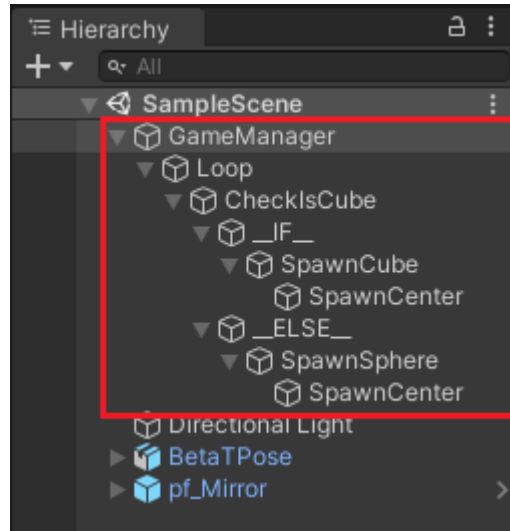 Hierarchy
All
SampleScene
GameManager
Loop
CheckIsCube
__IF__
SpawnCube
SpawnCenter
__ELSE__
SpawnSphere
SpawnCenter
Directional Light
BetaTPose
pf_Mirror